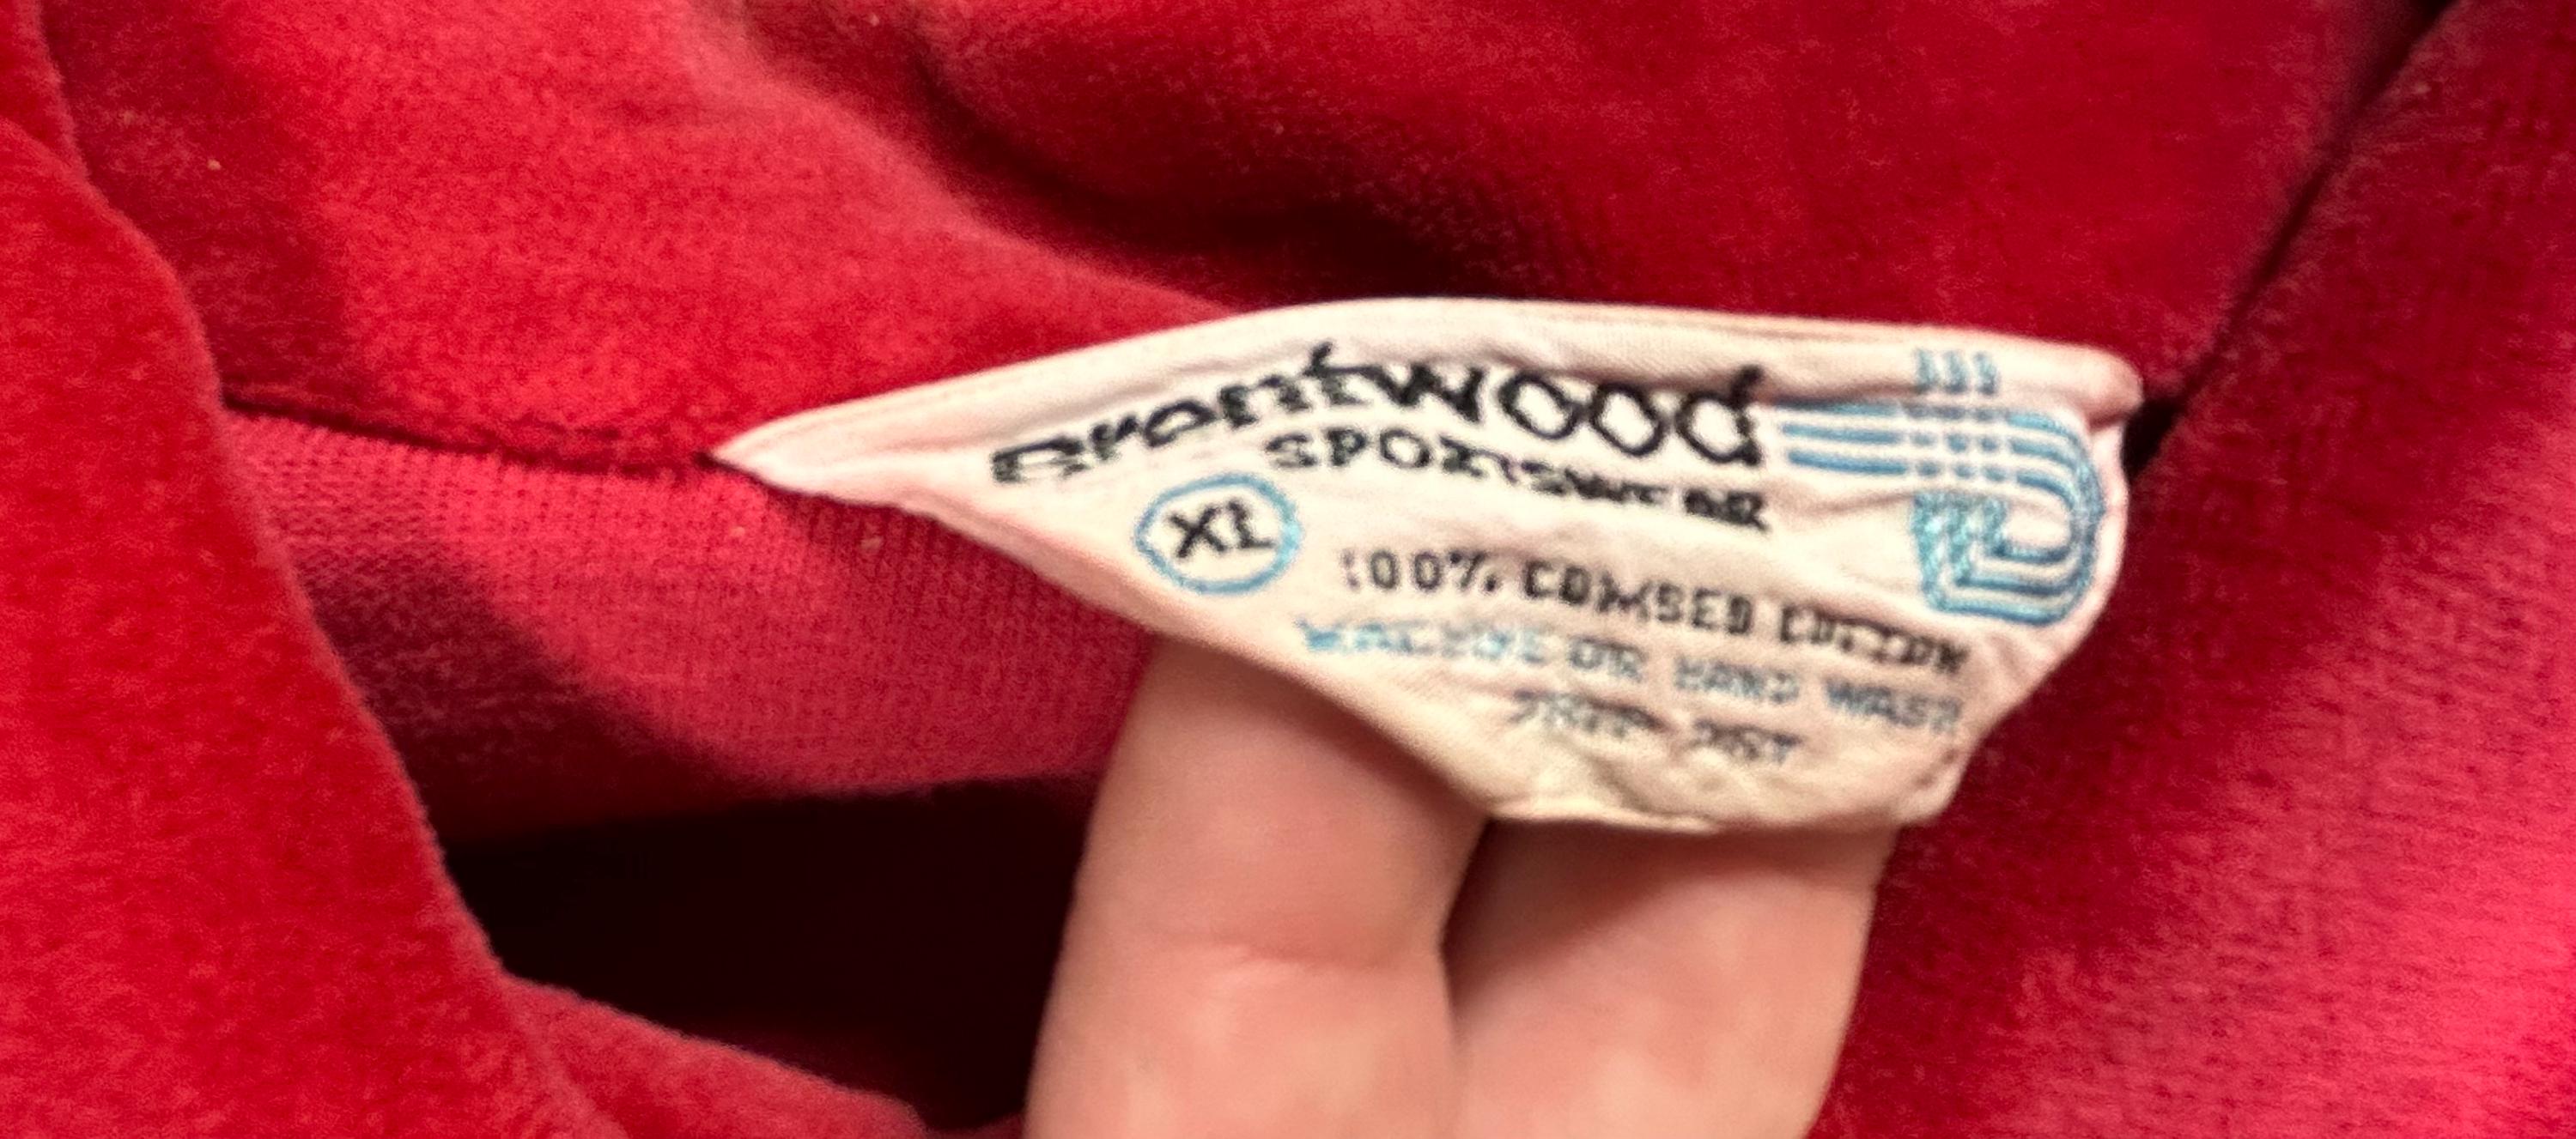 Brentwood
SPORTSWEAR
XL
100% COMBED COTTON
MACHINE OR HAND WASH